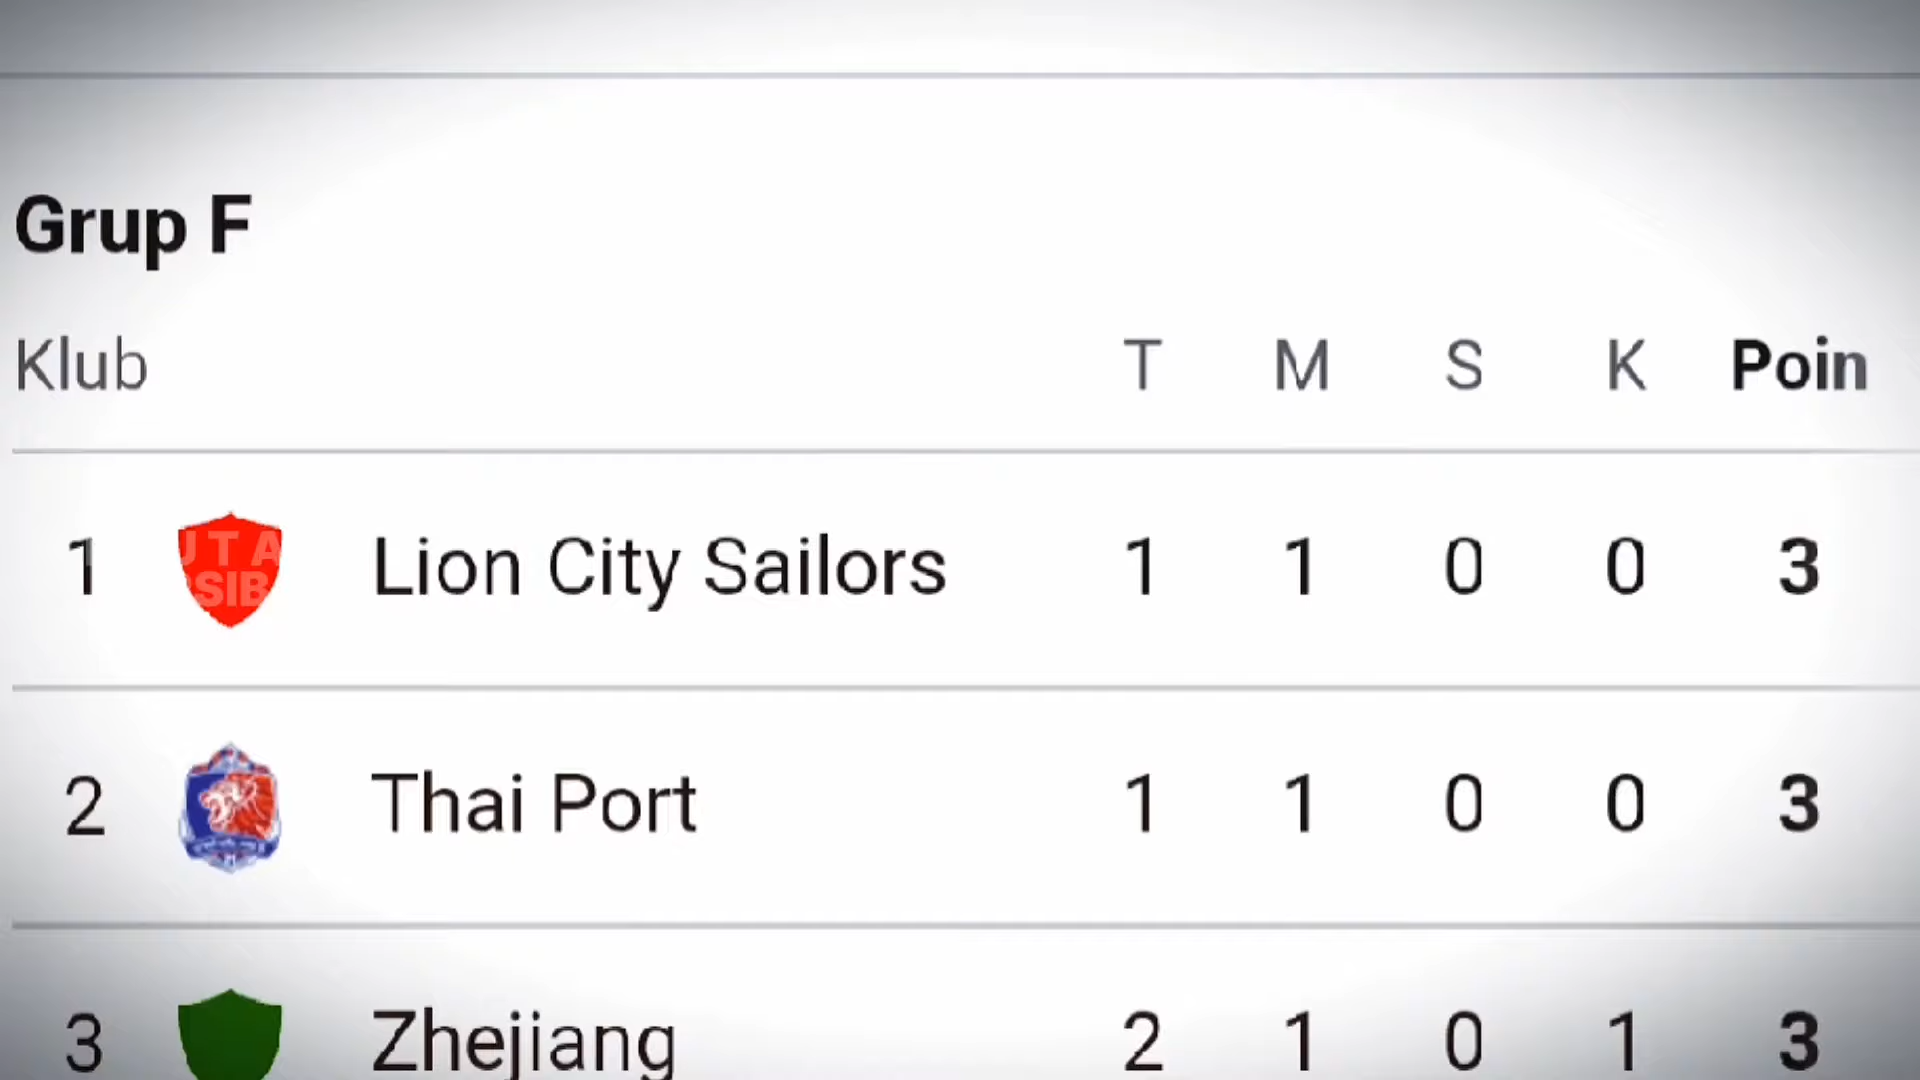 Grup F
Klub T M S K Poin
1 Lion City Sailors 1 1 0 0 3
2 Thai Port 1 1 0 0 3
3 Zhejiang 2 1 0 1 3